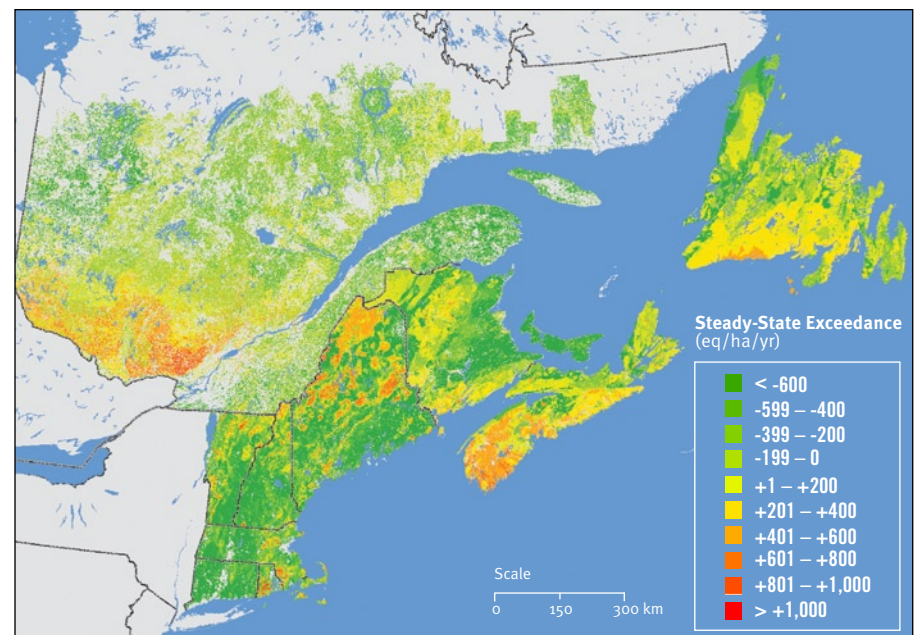 Steady-State Exceedance
(eq/ha/yr)
< -600
-599 – -400
-399 – -200
-199 – 0
+1 – +200
+201 – +400
+401 – +600
+601 – +800
+801 – +1,000
> +1,000
Scale
0 150 300 km